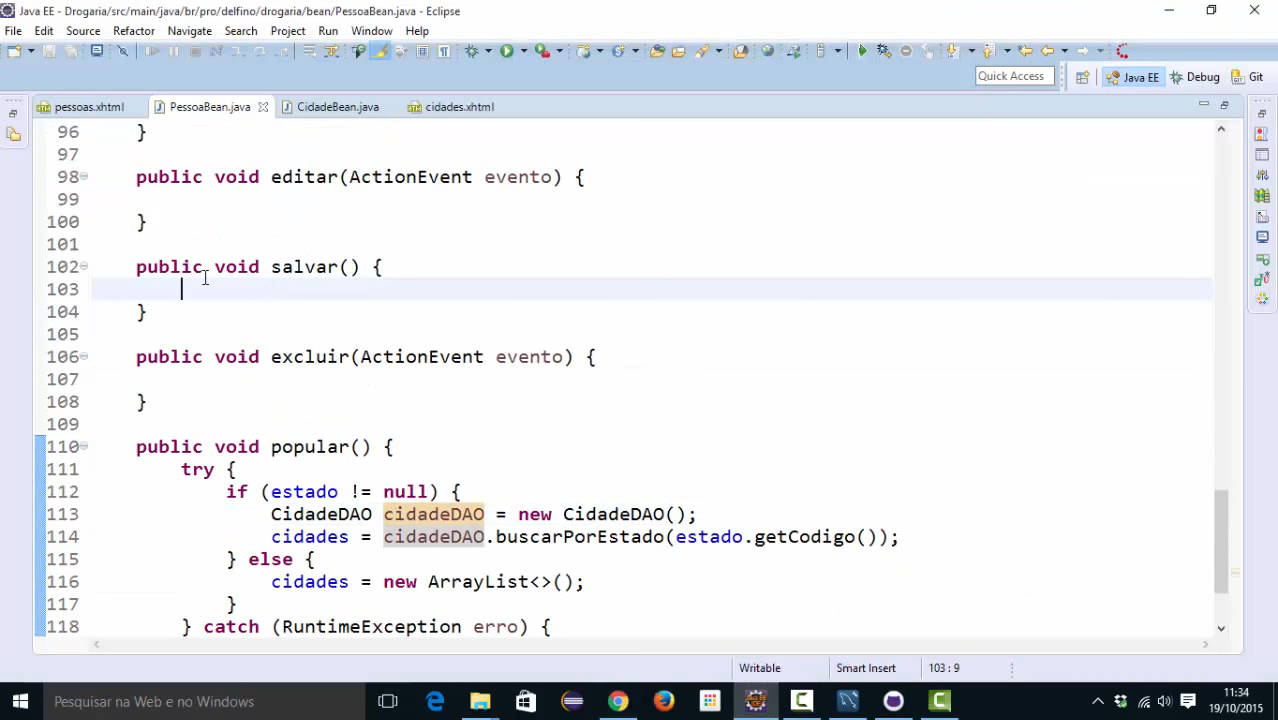 Java EE - Drogaria/src/main/java/br/pro/delfino/drogaria/bean/PessoaBean.java - Eclipse
File Edit Source Refactor Navigate Search Project Run Window Help
Quick Access Java EE Debug Git
pessoas.xhtml PessoaBean.java CidadeBean.java cidades.xhtml
96 }
97
98 public void editar(ActionEvent evento) {
99
100 }
101
102 public void salvar() {
103
104 }
105
106 public void excluir(ActionEvent evento) {
107
108 }
109
110 public void popular() {
111 try {
112 if (estado != null) {
113 CidadeDAO cidadeDAO = new CidadeDAO();
114 cidades = cidadeDAO.buscarPorEstado(estado.getCodigo());
115 } else {
116 cidades = new ArrayList<>();
117 }
118 } catch (RuntimeException erro) {
Writable Smart Insert 103 : 9
Pesquisar na Web e no Windows
11:34
19/10/2015